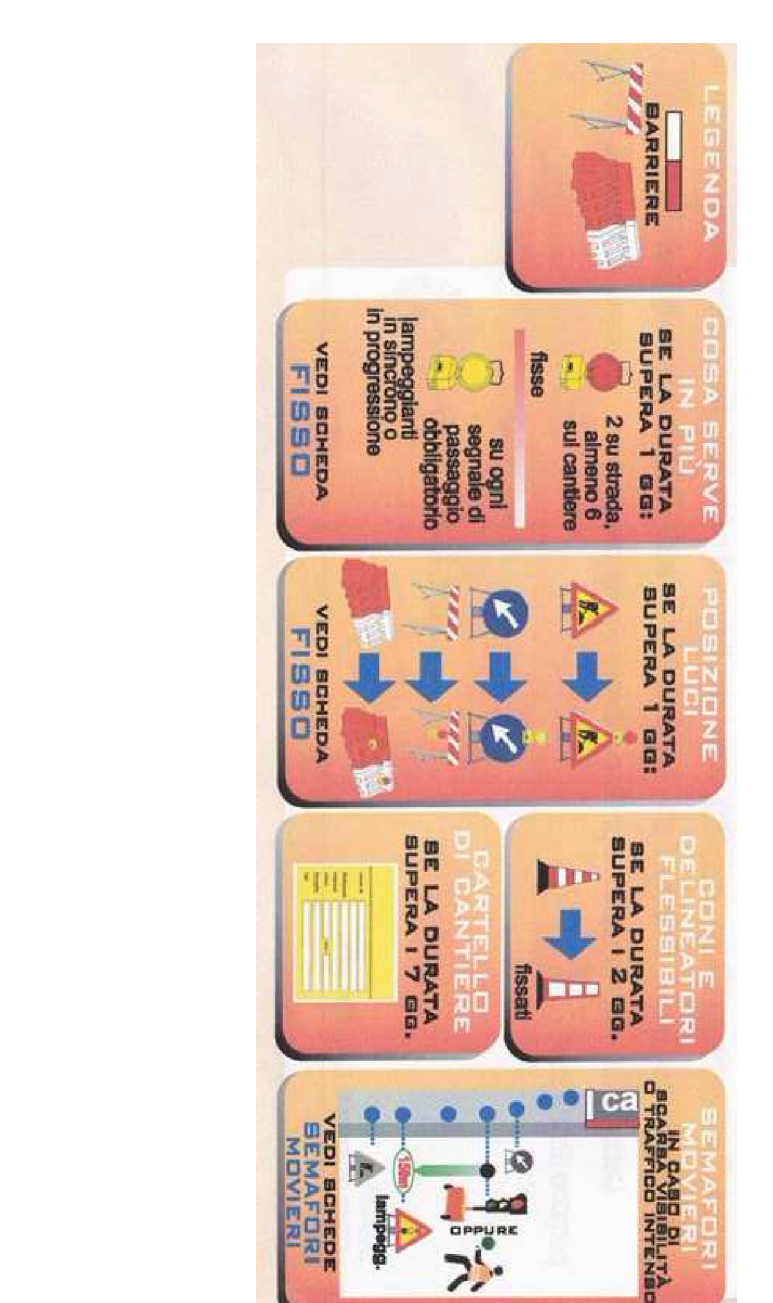 LEGENDA
BARRIERE
COSA SERVE
IN PIÙ
SE LA DURATA
SUPERA 1 GG:
2 su strada,
almeno 6
sul cantiere
fisse
su ogni
segnale di
passaggio
obbligatorio
lampeggianti
in sincrono o
in progressione
VEDI SCHEDA
FISSO
POSIZIONE
LUCI
SE LA DURATA
SUPERA 1 GG:
VEDI SCHEDA
FISSO
CONI E
DELINEATORI
FLESSIBILI
SE LA DURATA
SUPERA I 2 GG.
fissati
CARTELLO
DI CANTIERE
SE LA DURATA
SUPERA I 7 GG.
SEMAFORI
MOVIERI
IN CASO DI
SCARSA VISIBILITÀ
O TRAFFICO INTENSO
ca
OPPURE
150m
lampegg.
VEDI SCHEDE
SEMAFORI
MOVIERI